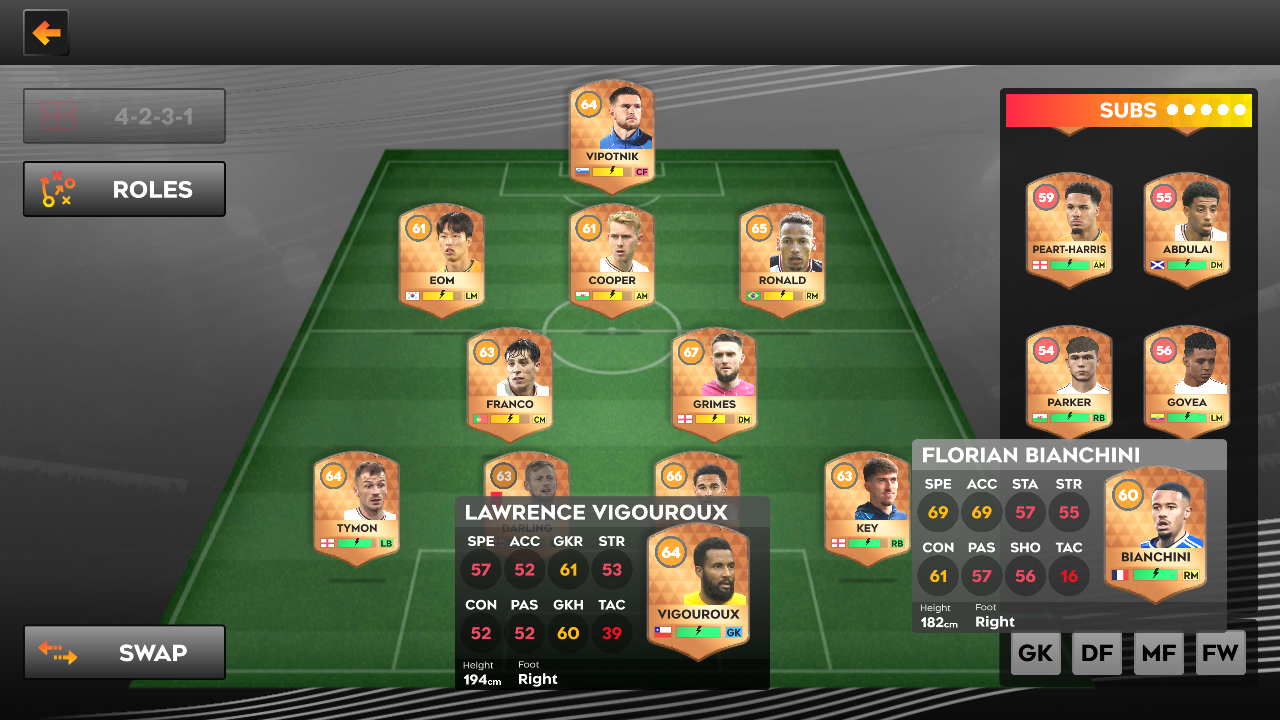 4-2-3-1
ROLES
SWAP
64
VIPOTNIK
CF
61
EOM
LM
61
COOPER
AM
65
RONALD
RM
63
FRANCO
CM
67
GRIMES
DM
64
TYMON
LB
63
DARLING
66
63
KEY
RB
LAWRENCE VIGOUROUX
SPE ACC GKR STR
57 52 61 53
CON PAS GKH TAC
52 52 60 39
Height Foot
194cm Right
64
VIGOUROUX
GK
SUBS
59
PEART-HARRIS
AM
55
ABDULAI
DM
54
PARKER
RB
56
GOVEA
LM
FLORIAN BIANCHINI
SPE ACC STA STR
69 69 57 55
CON PAS SHO TAC
61 57 56 16
Height Foot
182cm Right
60
BIANCHINI
RM
GK DF MF FW